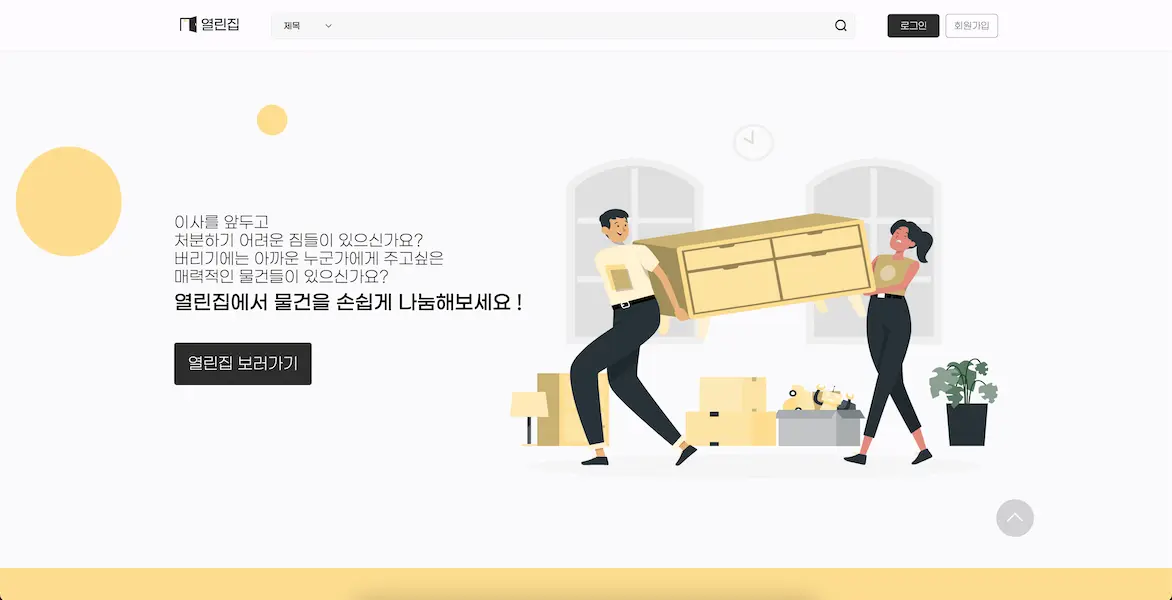 열린집
제목
로그인
회원가입
이사를 앞두고
처분하기 어려운 짐들이 있으신가요?
버리기에는 아까운 누군가에게 주고싶은
매력적인 물건들이 있으신가요?
열린집에서 물건을 손쉽게 나눔해보세요 !
열린집 보러가기